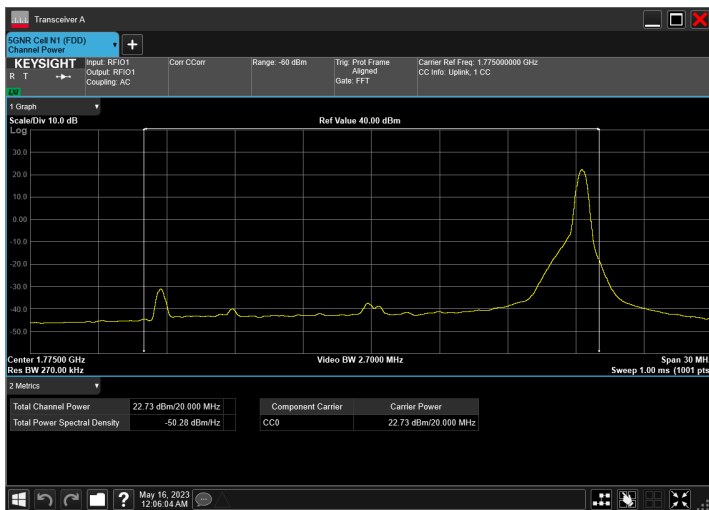 Transceiver A
5GNR Cell N1 (FDD)
Channel Power
KEYSIGHT
R T
LXI
Input: RFIO1
Output: RFIO1
Coupling: AC
Corr CCorr
Range: -60 dBm
Trig: Prot Frame
Aligned
Gate: FFT
Carrier Ref Freq: 1.775000000 GHz
CC Info: Uplink, 1 CC
1 Graph
Scale/Div 10.0 dB
Ref Value 40.00 dBm
Log
30.0
20.0
10.0
0.00
-10.0
-20.0
-30.0
-40.0
-50.0
Center 1.77500 GHz
Video BW 2.7000 MHz
Span 30 MH
Res BW 270.00 kHz
Sweep 1.00 ms (1001 pts
2 Metrics
Total Channel Power 22.73 dBm/20.000 MHz
Total Power Spectral Density -50.28 dBm/Hz
Component Carrier Carrier Power
CC0 22.73 dBm/20.000 MHz
?
May 16, 2023
12:06:04 AM